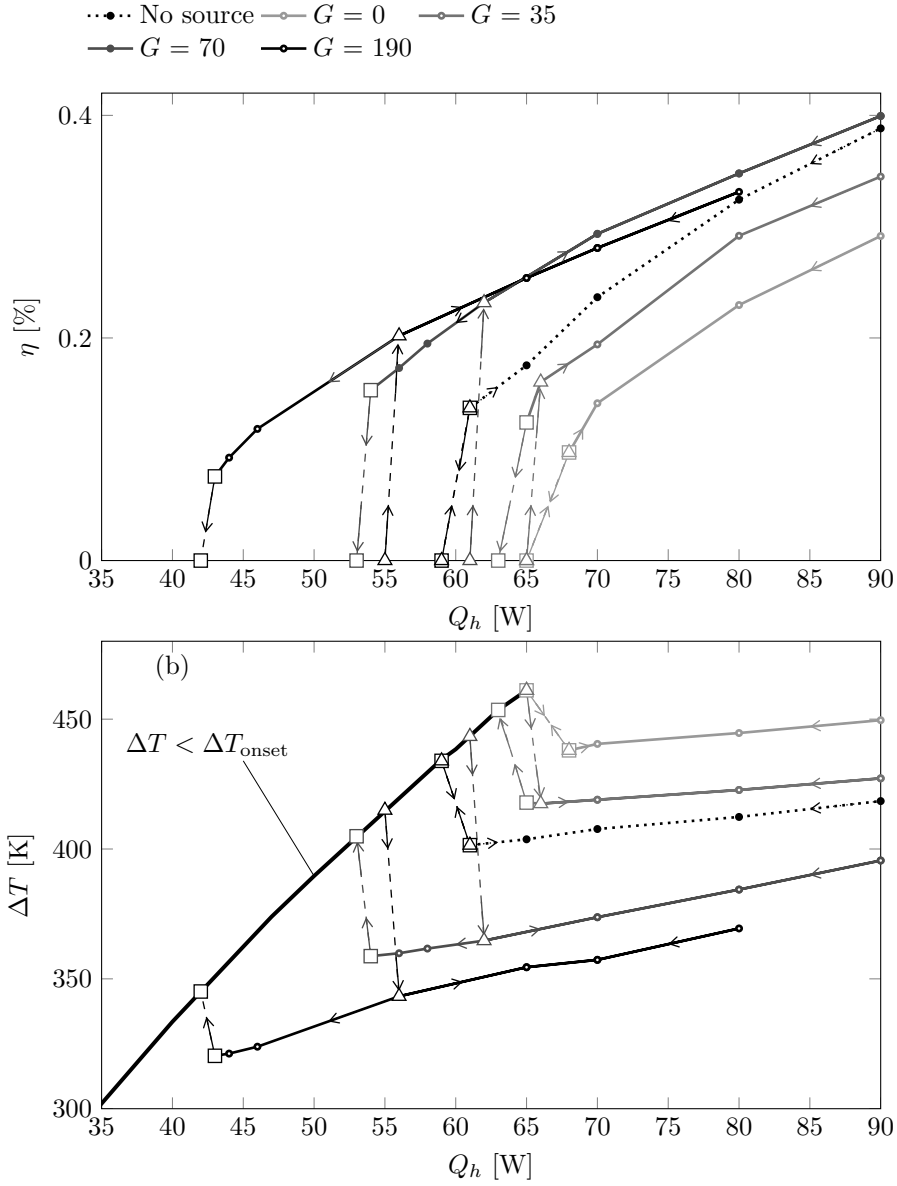 No source G = 0 G = 35
G = 70 G = 190
0.4
0.2
0
η [%]
35 40 45 50 55 60 65 70 75 80 85 90
Q_h [W]
(b)
ΔT < ΔT_onset
450
400
350
300
ΔT [K]
35 40 45 50 55 60 65 70 75 80 85 90
Q_h [W]